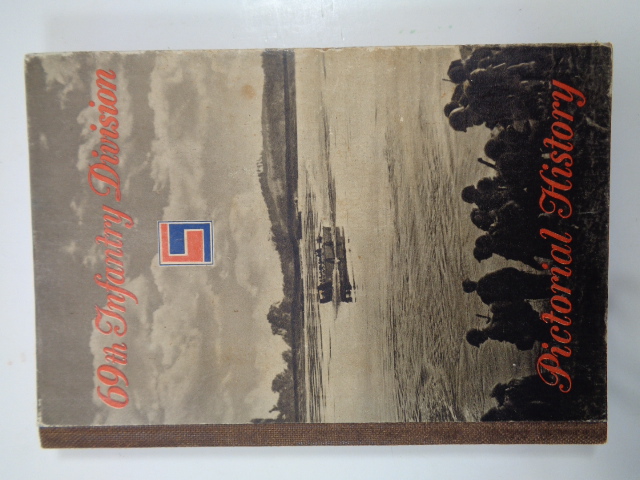 69th Infantry Division
Pictorial History